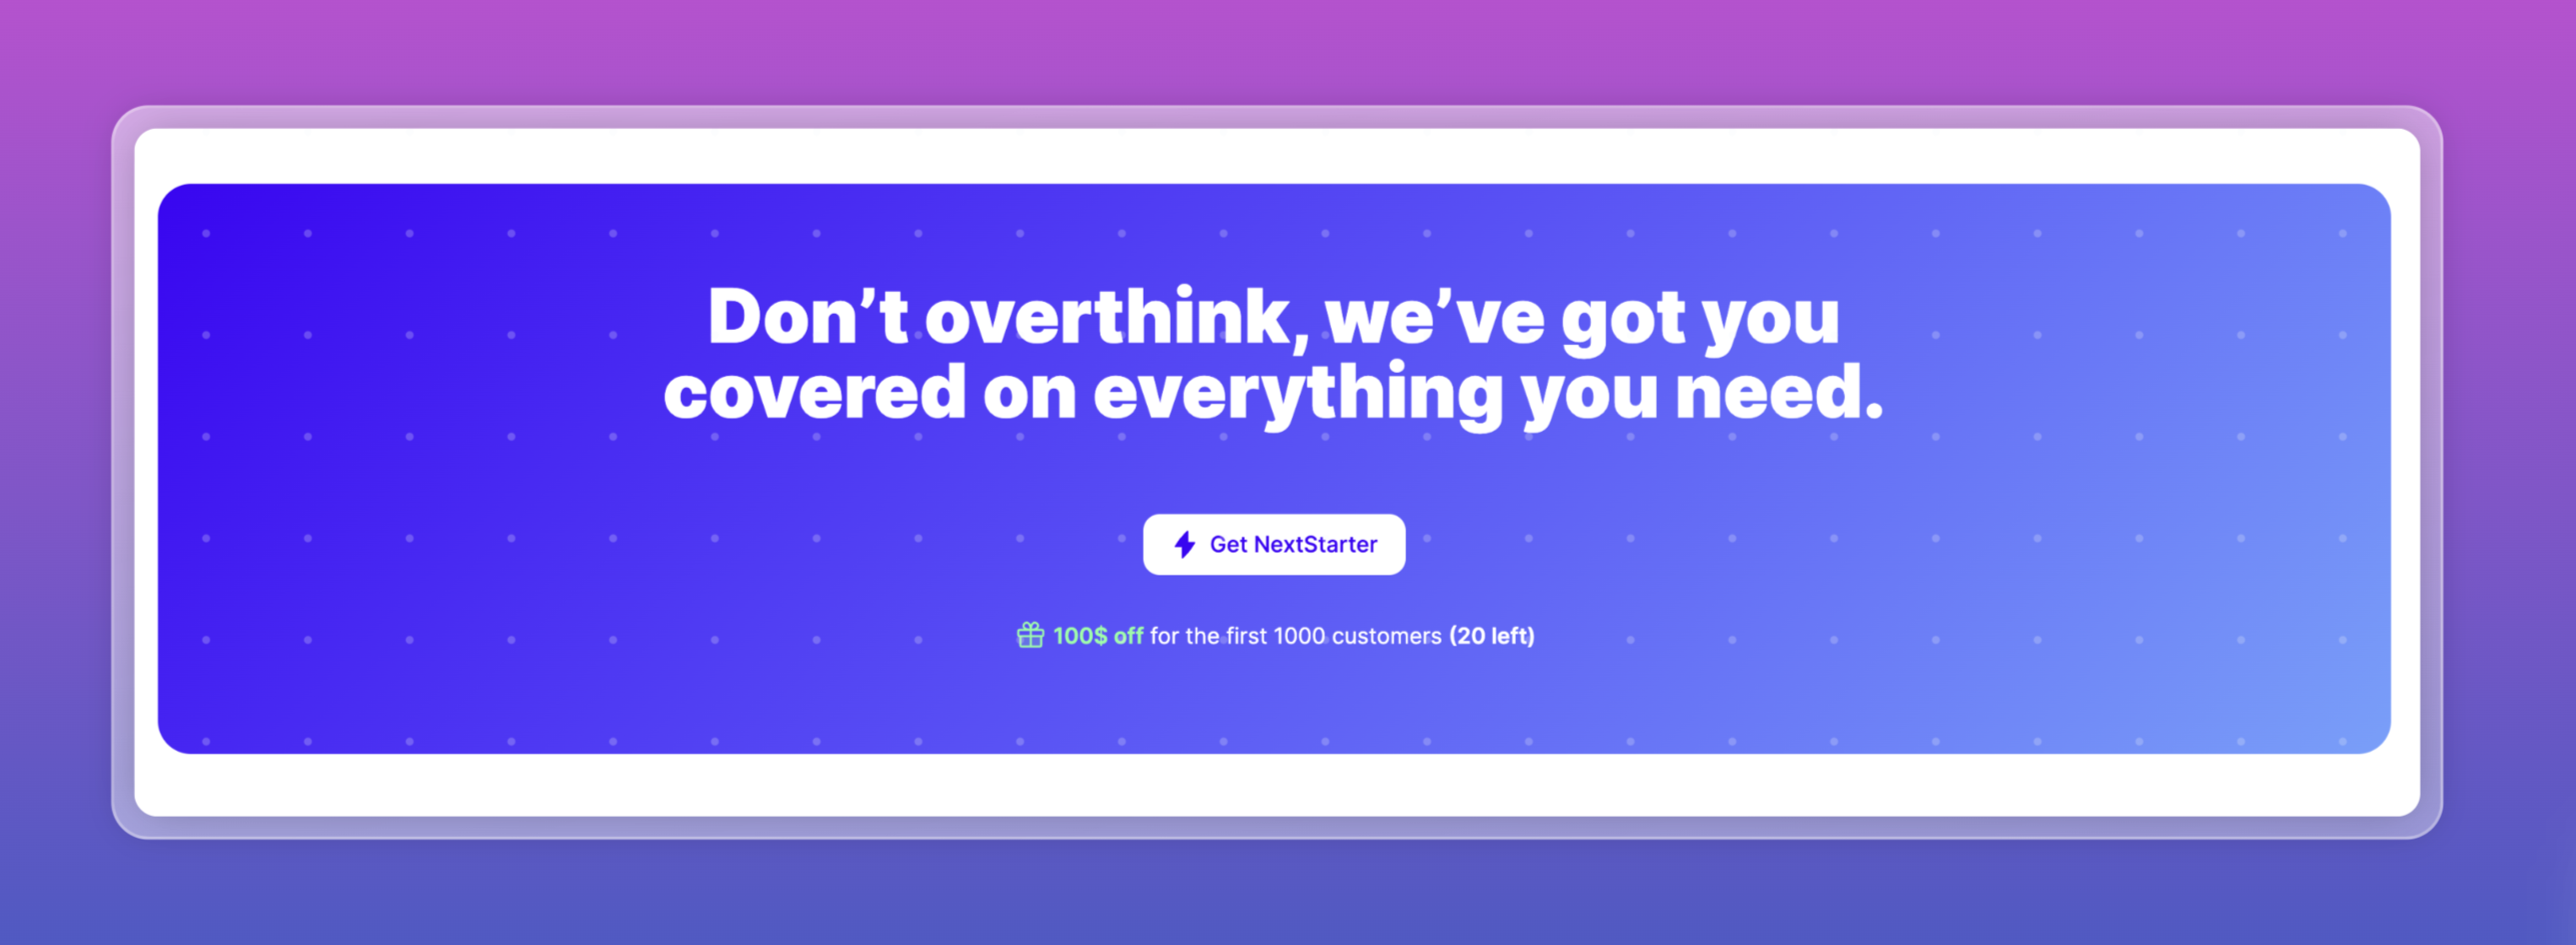 Don’t overthink, we’ve got you
covered on everything you need.
Get NextStarter
100$ off for the first 1000 customers (20 left)